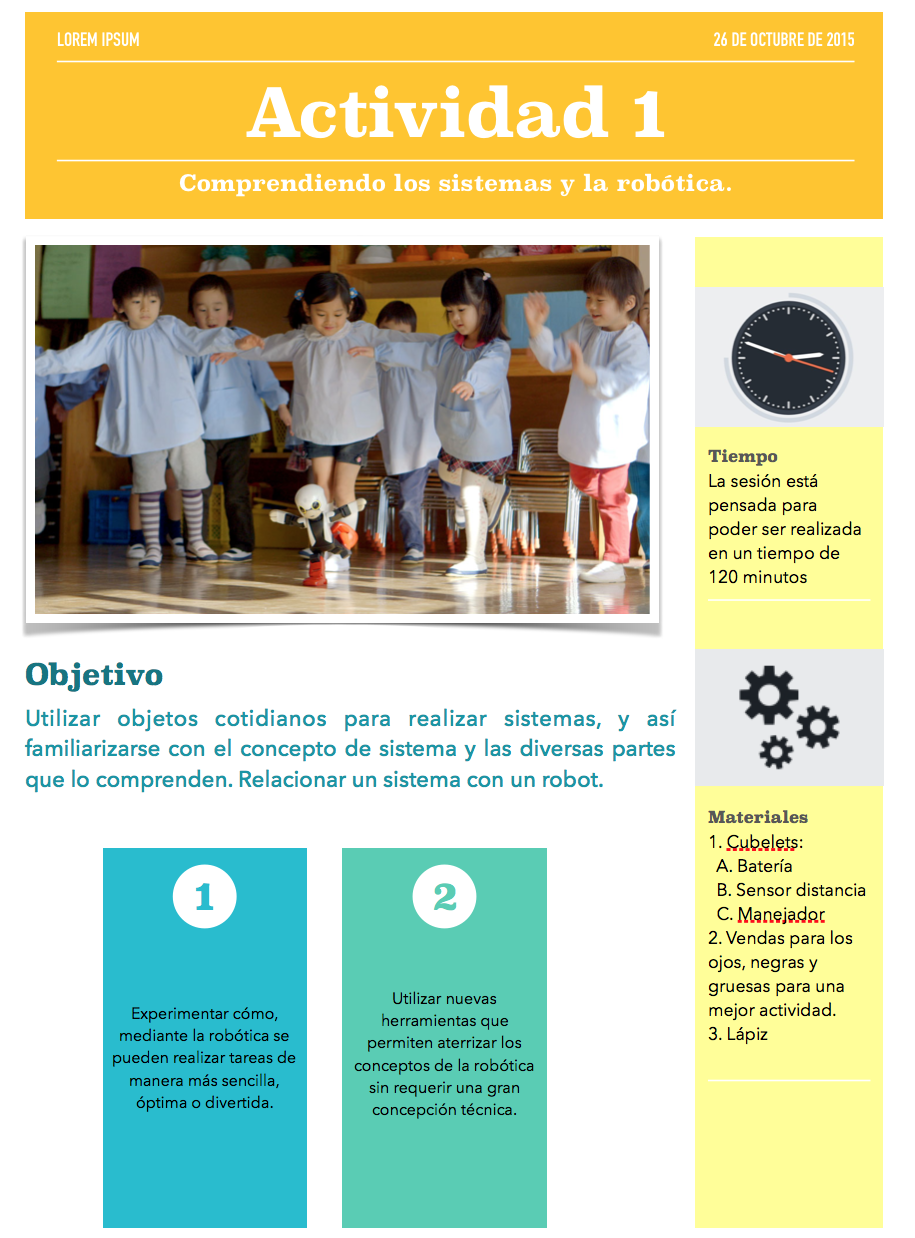 LOREM IPSUM
26 DE OCTUBRE DE 2015
Actividad 1
Comprendiendo los sistemas y la robótica.
Tiempo
La sesión está
pensada para
poder ser realizada
en un tiempo de
120 minutos
Objetivo
Utilizar objetos cotidianos para realizar sistemas, y así
familiarizarse con el concepto de sistema y las diversas partes
que lo comprenden. Relacionar un sistema con un robot.
Materiales
1. Cubelets:
A. Batería
B. Sensor distancia
C. Manejador
2. Vendas para los
ojos, negras y
gruesas para una
mejor actividad.
3. Lápiz
1
Experimentar cómo,
mediante la robótica se
pueden realizar tareas de
manera más sencilla,
óptima o divertida.
2
Utilizar nuevas
herramientas que
permiten aterrizar los
conceptos de la robótica
sin requerir una gran
concepción técnica.